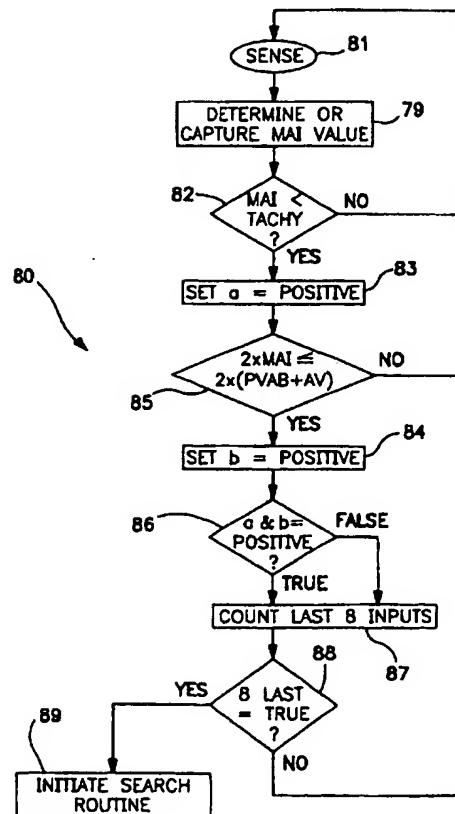 81
SENSE
DETERMINE OR
CAPTURE MAI VALUE
79
82
MAI <
TACHY
?
NO
YES
80
83
SET a = POSITIVE
2xMAI ≤
2x(PVAB+AV)
NO
85
YES
84
SET b = POSITIVE
86
a & b=
POSITIVE
?
FALSE
TRUE
COUNT LAST 8 INPUTS
87
88
YES
8 LAST
= TRUE
?
89
NO
INITIATE SEARCH
ROUTINE